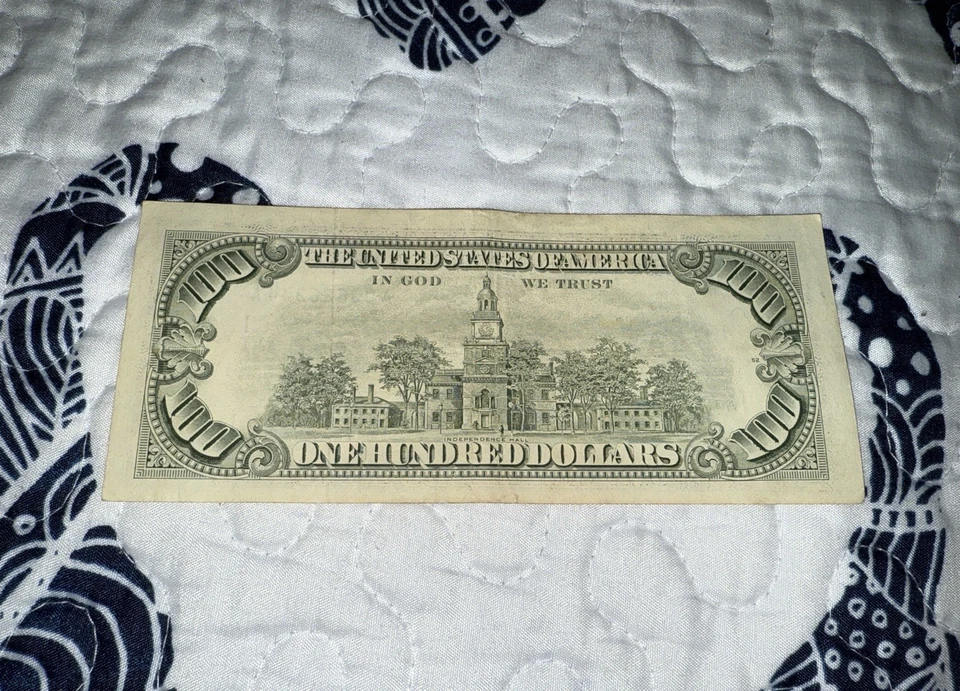 100 THE UNITED STATES OF AMERICA 100
IN GOD WE TRUST
INDEPENDENCE HALL
100 ONE HUNDRED DOLLARS 100